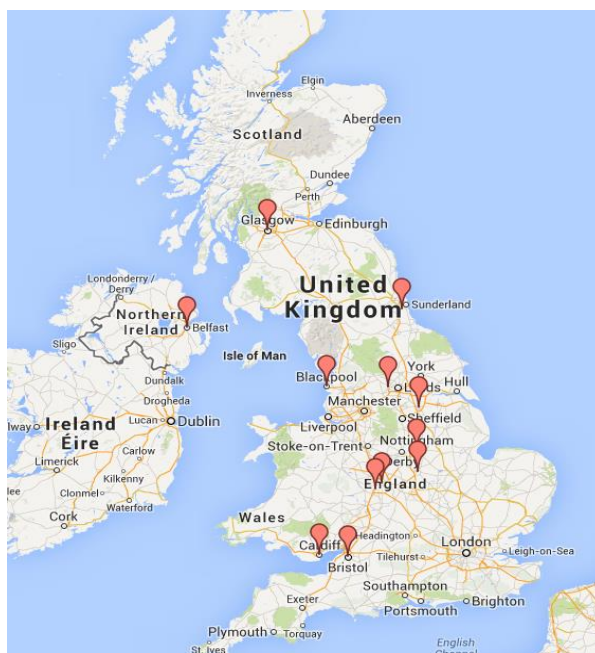 Elgin
Inverness
Aberdeen
Scotland
Dundee
Perth
Glasgow
Edinburgh
United
Kingdom
Londonderry /
Derry
Northern
Ireland
Belfast
Sunderland
Sligo
Isle of Man
Dundalk
Blackpool
York
Leeds
Hull
Drogheda
Manchester
Lucan
Dublin
Ireland
Éire
Liverpool
Sheffield
Stoke-on-Trent
Nottingham
Carlow
Limerick
Kilkenny
Derby
England
Clonmel
Waterford
Cork
Wales
Cardiff
Bristol
Headington
London
Tilehurst
Leigh-on-Sea
Southampton
Exeter
Portsmouth
Brighton
Plymouth
Torquay
St. Ives
English
Channel